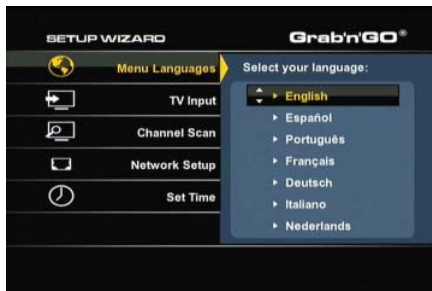 SETUP WIZARD
Grab'n'GO®
Menu Languages
Select your language:
TV Input
Channel Scan
Network Setup
Set Time
English
Español
Português
Français
Deutsch
Italiano
Nederlands